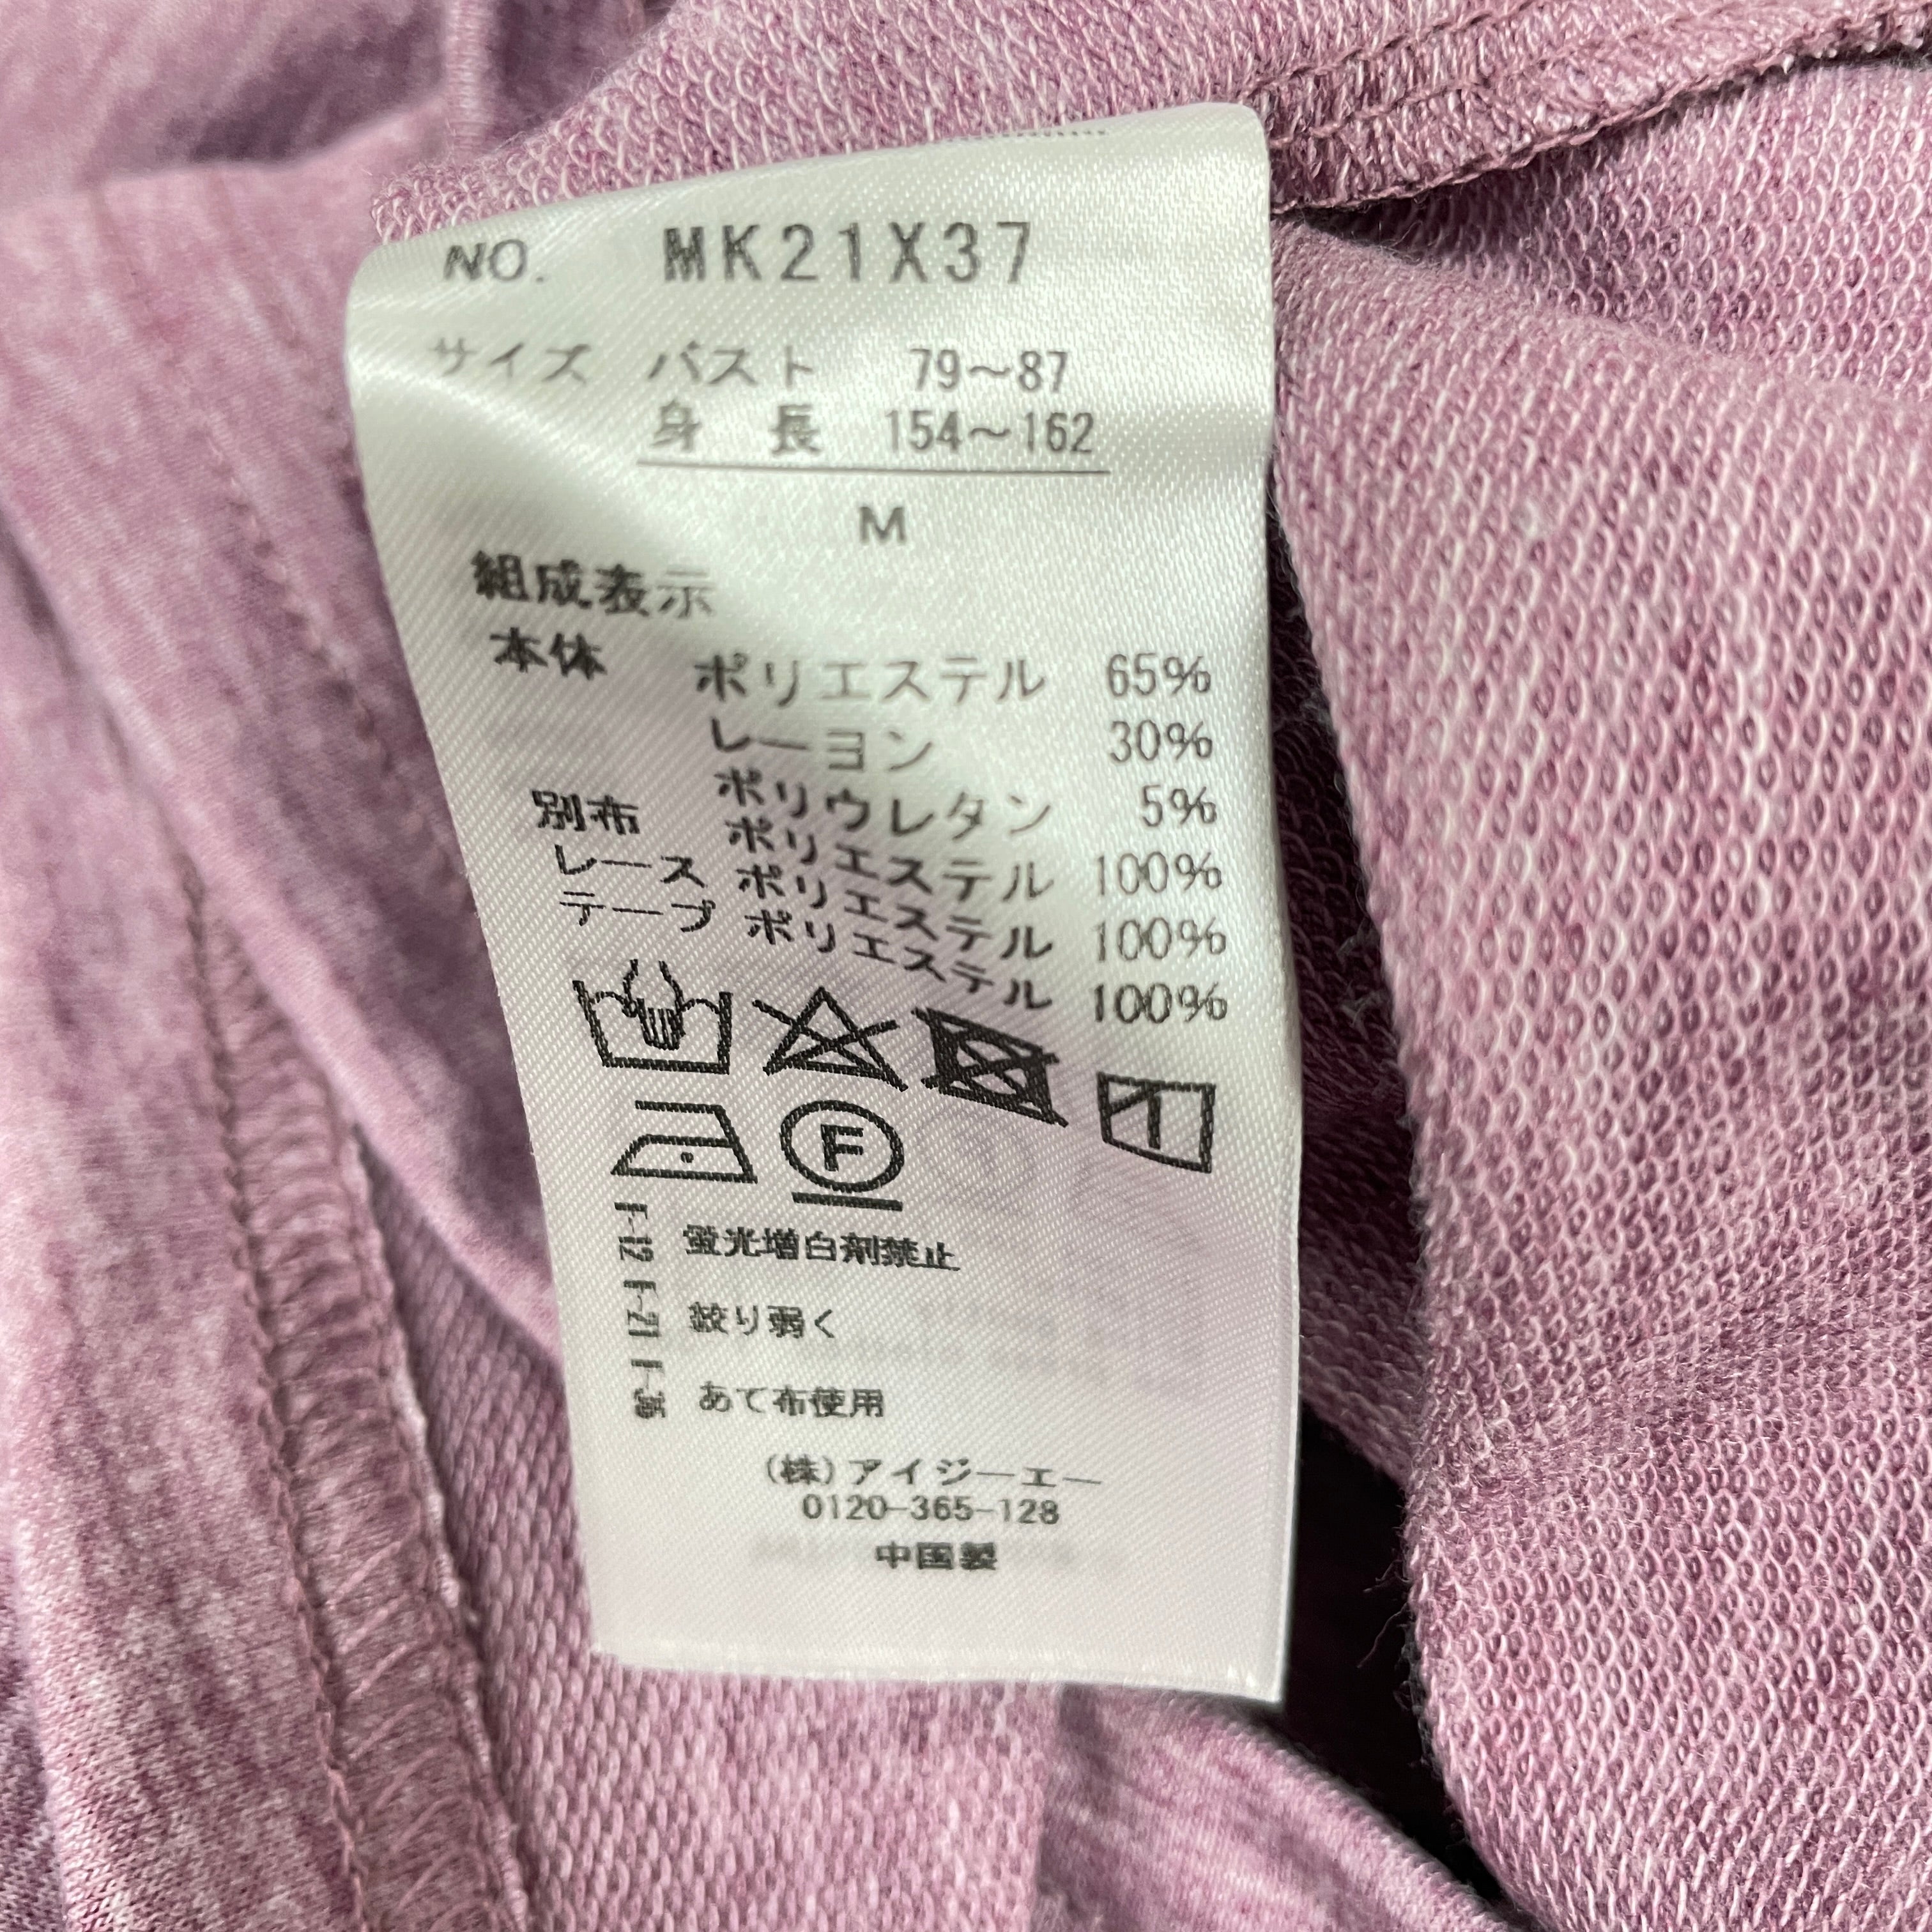 NO. MK21X37
サイズ バスト 79～87
身長 154～162
M
組成表示
本体 ポリエステル 65%
レーヨン 30%
ポリウレタン 5%
別布 ポリエステル 100%
レース ポリエステル 100%
テープ ポリエステル 100%
F
F-12 蛍光増白剤禁止
F-21 絞り弱く
F-36 あて布使用
(株)アイジーエー
0120-365-128
中国製